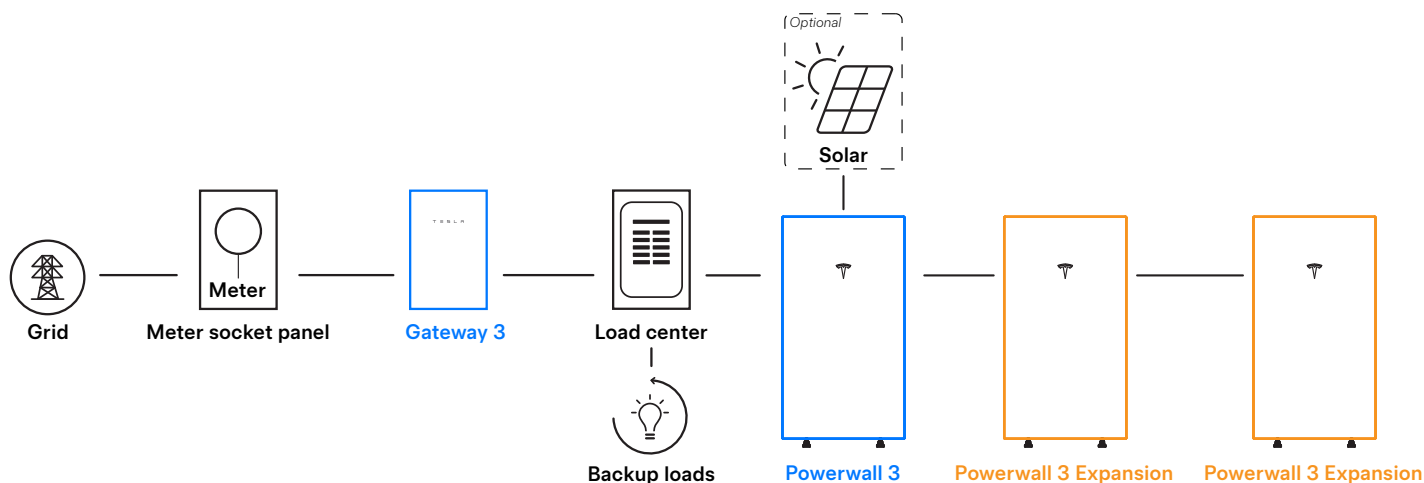 Optional
Solar
Meter
TESLA
Grid
Meter socket panel
Gateway 3
Load center
Backup loads
Powerwall 3
Powerwall 3 Expansion
Powerwall 3 Expansion